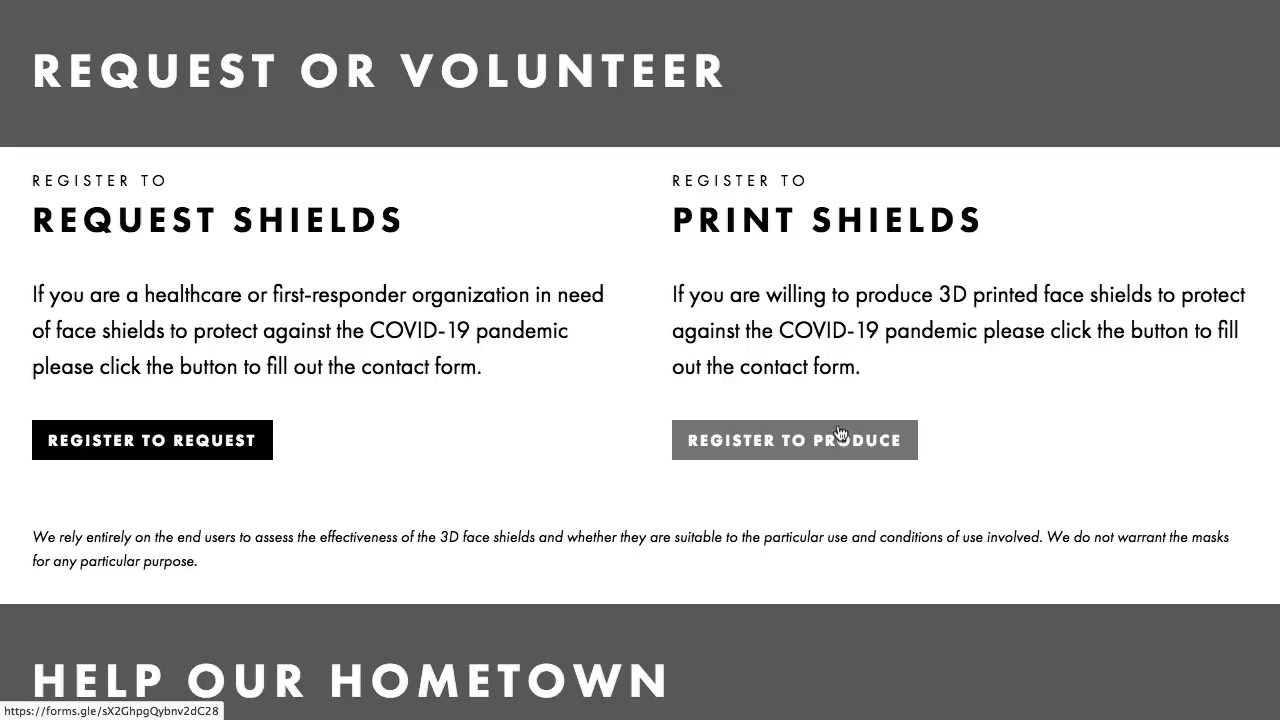 REQUEST OR VOLUNTEER
REGISTER TO
REQUEST SHIELDS
If you are a healthcare or first-responder organization in need
of face shields to protect against the COVID-19 pandemic
please click the button to fill out the contact form.
REGISTER TO REQUEST
REGISTER TO
PRINT SHIELDS
If you are willing to produce 3D printed face shields to protect
against the COVID-19 pandemic please click the button to fill
out the contact form.
REGISTER TO PRODUCE
We rely entirely on the end users to assess the effectiveness of the 3D face shields and whether they are suitable to the particular use and conditions of use involved. We do not warrant the masks
for any particular purpose.
HELP OUR HOMETOWN
https://forms.gle/sX2GhpgQybnv2dC28